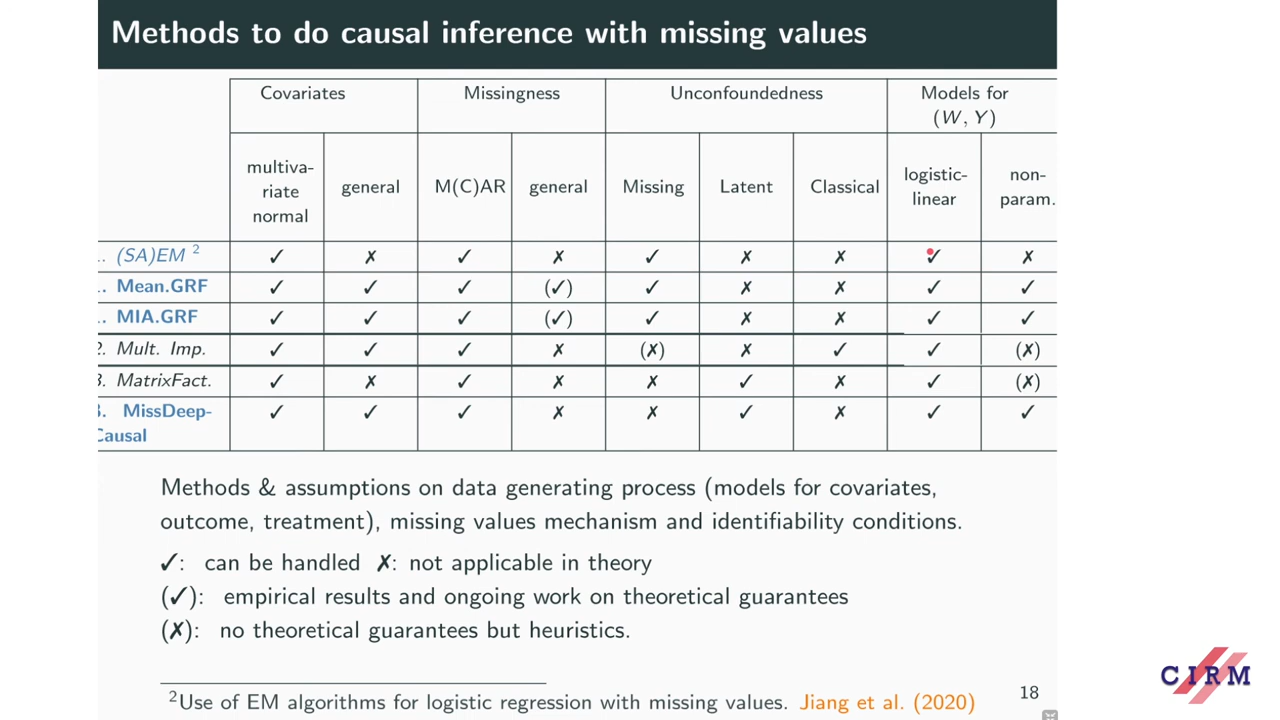 Methods to do causal inference with missing values
Covariates Missingness Unconfoundedness Models for
(W, Y)
multiva-
riate
normal general M(C)AR general Missing Latent Classical logistic-
linear non-
param.
. (SA)EM 2 ✓ ✗ ✓ ✗ ✓ ✗ ✗ ✓ ✗
. Mean.GRF ✓ ✓ ✓ (✓) ✓ ✗ ✗ ✓ ✓
. MIA.GRF ✓ ✓ ✓ (✓) ✓ ✗ ✗ ✓ ✓
2. Mult. Imp. ✓ ✓ ✓ ✗ (✗) ✗ ✓ ✓ (✗)
3. MatrixFact. ✓ ✗ ✓ ✗ ✗ ✓ ✗ ✓ (✗)
3. MissDeep- ✓ ✓ ✓ ✗ ✗ ✓ ✗ ✓ ✓
Causal
Methods & assumptions on data generating process (models for covariates,
outcome, treatment), missing values mechanism and identifiability conditions.
✓: can be handled ✗: not applicable in theory
(✓): empirical results and ongoing work on theoretical guarantees
(✗): no theoretical guarantees but heuristics.
2Use of EM algorithms for logistic regression with missing values. Jiang et al. (2020)
18
CIRM